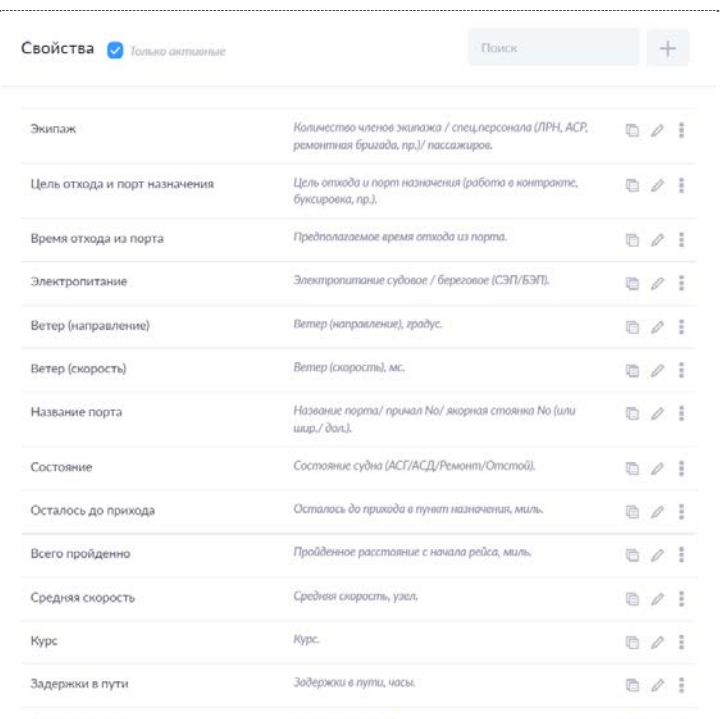 Свойства
Только активные
Поиск
Экипаж
Количество членов экипажа / спец.персонала (ЛРН, АСР,
ремонтная бригада, пр.)/ пассажиров.
Цель отхода и порт назначения
Цель отхода и порт назначения (работа в контракте,
буксировка, пр.).
Время отхода из порта
Предполагаемое время отхода из порта.
Электропитание
Электропитание судовое / береговое (СЭП/БЭП).
Ветер (направление)
Ветер (направление), градус.
Ветер (скорость)
Ветер (скорость), мс.
Название порта
Название порта/ причал No/ якорная стоянка No (или
шир./ дол.).
Состояние
Состояние судна (АСГ/АСД/Ремонт/Отстой).
Осталось до прихода
Осталось до прихода в пункт назначения, миль.
Всего пройденно
Пройденное расстояние с начала рейса, миль.
Средняя скорость
Средняя скорость, узел.
Курс
Курс.
Задержки в пути
Задержки в пути, часы.